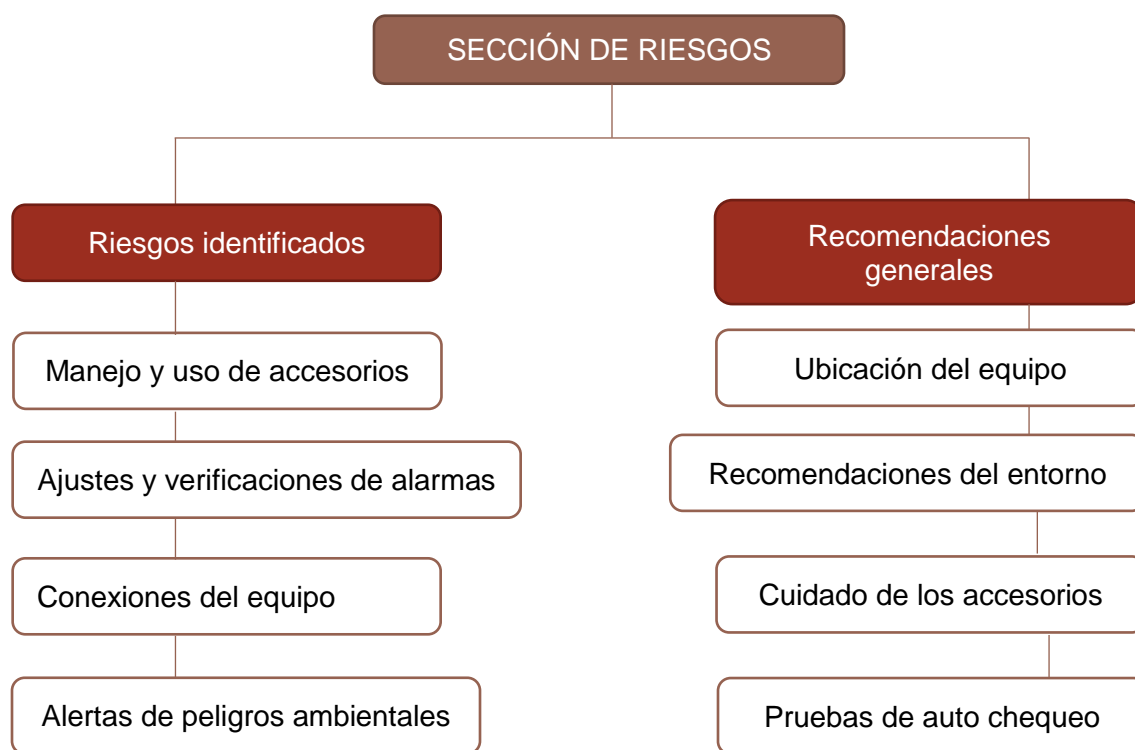 SECCIÓN DE RIESGOS
Riesgos identificados
Manejo y uso de accesorios
Ajustes y verificaciones de alarmas
Conexiones del equipo
Alertas de peligros ambientales
Recomendaciones
generales
Ubicación del equipo
Recomendaciones del entorno
Cuidado de los accesorios
Pruebas de auto chequeo